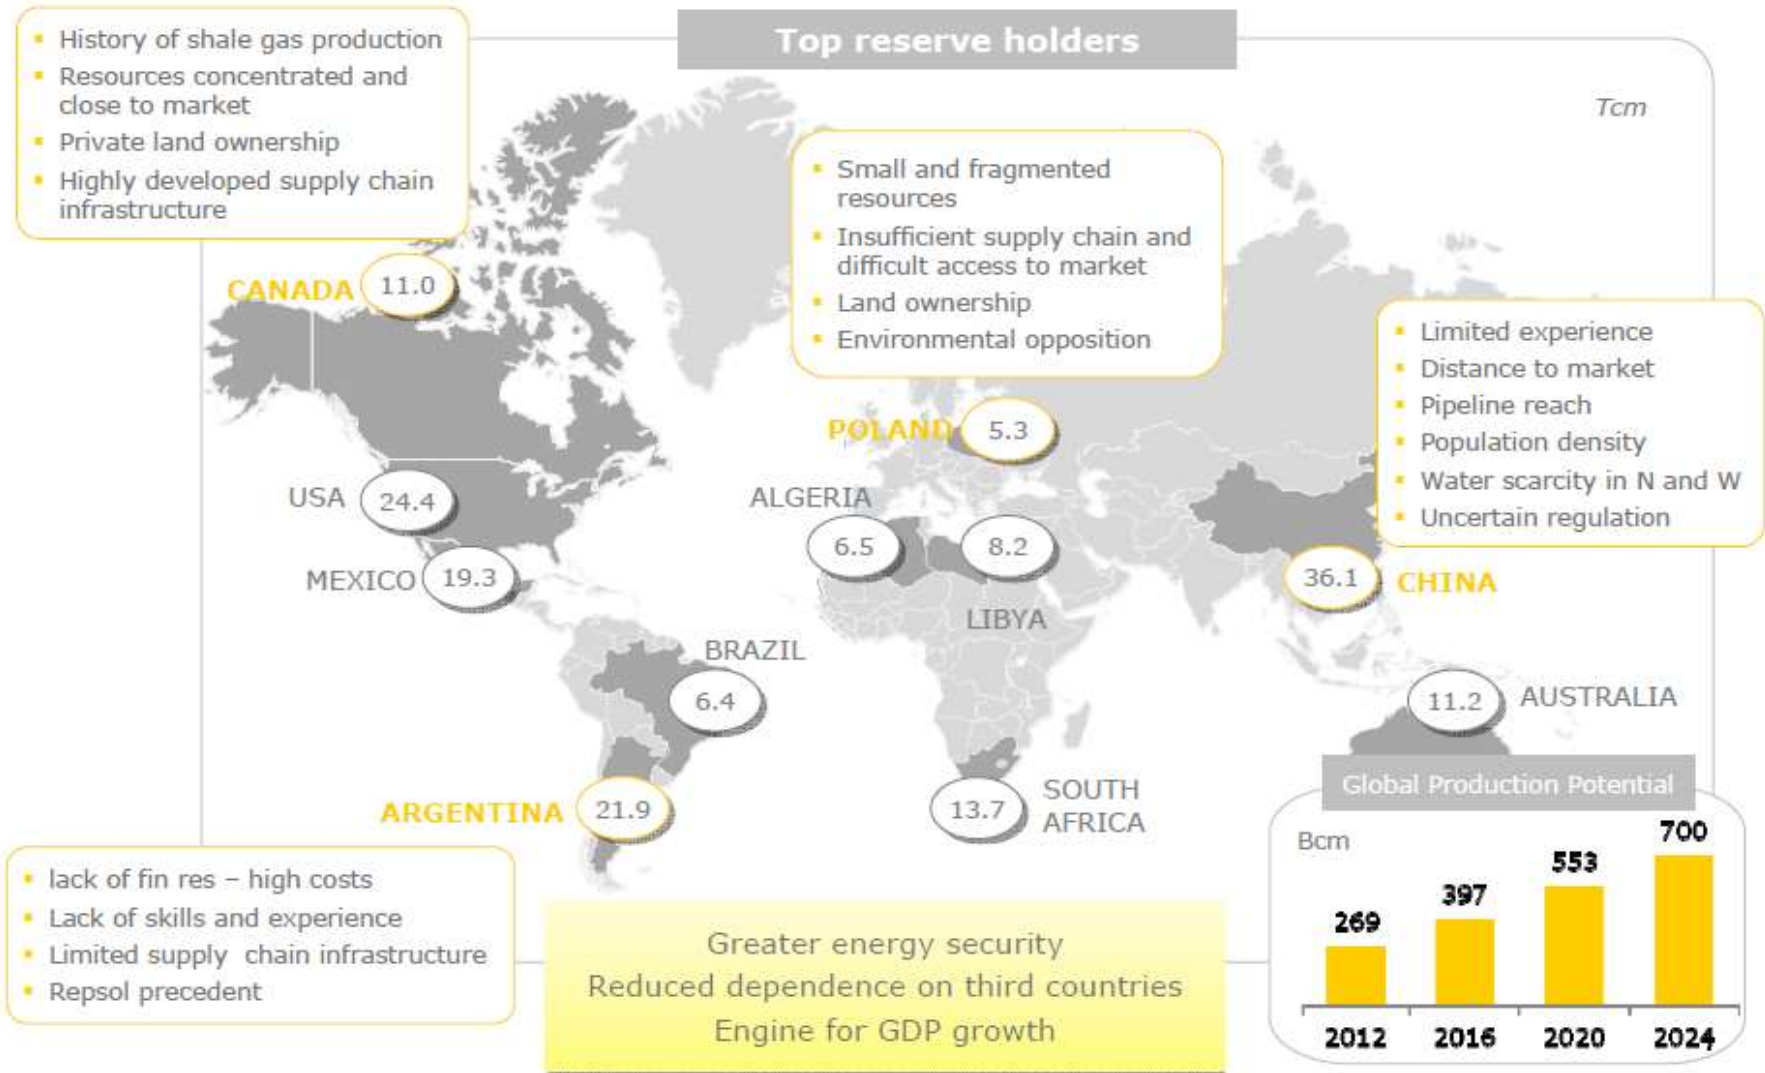 Top reserve holders
Tcm
▪ History of shale gas production
▪ Resources concentrated and
close to market
▪ Private land ownership
▪ Highly developed supply chain
infrastructure
CANADA 11.0
▪ Small and fragmented
resources
▪ Insufficient supply chain and
difficult access to market
▪ Land ownership
▪ Environmental opposition
POLAND 5.3
▪ Limited experience
▪ Distance to market
▪ Pipeline reach
▪ Population density
▪ Water scarcity in N and W
▪ Uncertain regulation
36.1 CHINA
USA 24.4
MEXICO 19.3
ALGERIA
6.5
8.2
LIBYA
BRAZIL
6.4
11.2 AUSTRALIA
ARGENTINA 21.9
13.7
SOUTH
AFRICA
▪ lack of fin res – high costs
▪ Lack of skills and experience
▪ Limited supply chain infrastructure
▪ Repsol precedent
Greater energy security
Reduced dependence on third countries
Engine for GDP growth
Global Production Potential
Bcm
269 397 553 700
2012 2016 2020 2024